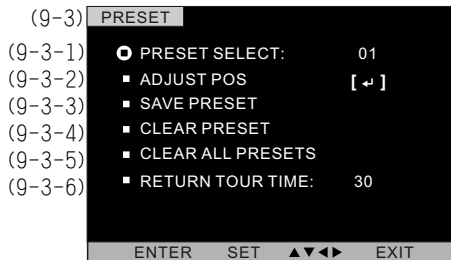 (9-3) PRESET
(9-3-1) PRESET SELECT: 01
(9-3-2) ADJUST POS [↵]
(9-3-3) SAVE PRESET
(9-3-4) CLEAR PRESET
(9-3-5) CLEAR ALL PRESETS
(9-3-6) RETURN TOUR TIME: 30
ENTER SET ▲▼◀▶ EXIT